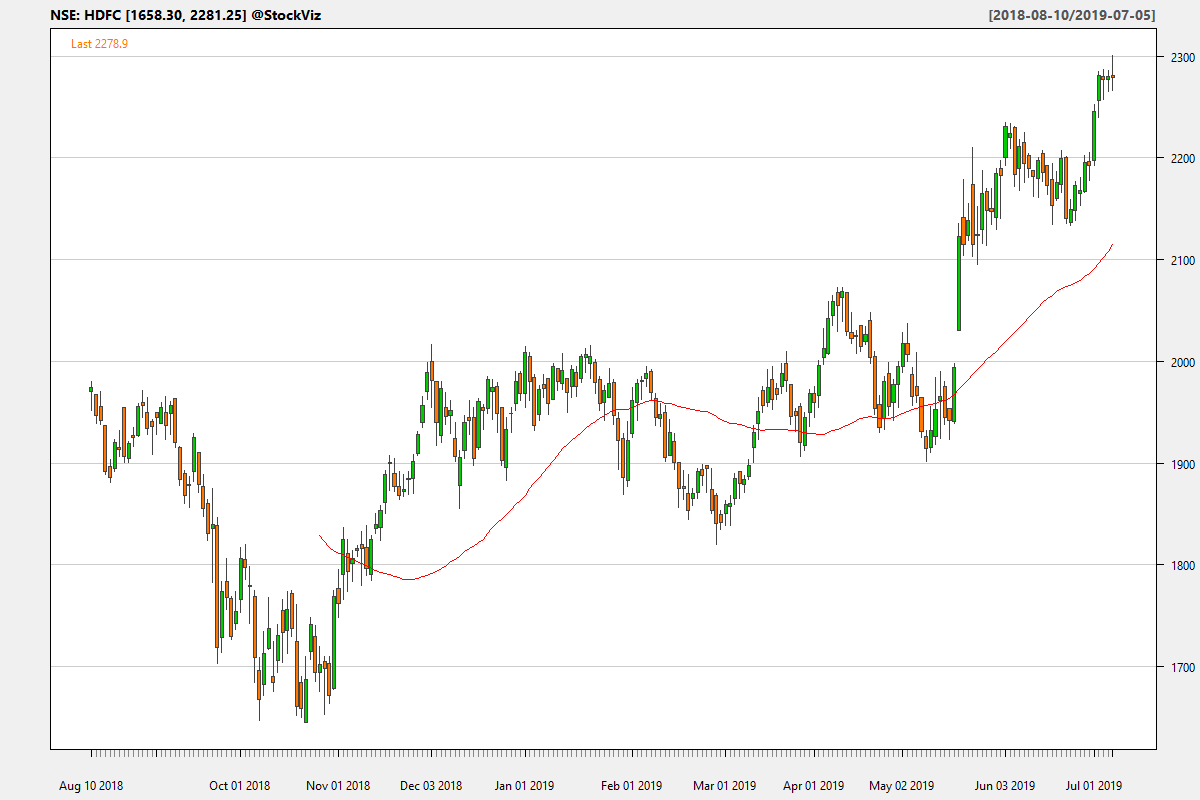 NSE: HDFC [1658.30, 2281.25] @StockViz
[2018-08-10/2019-07-05]
Last 2278.9
2300
2200
2100
2000
1900
1800
1700
Aug 10 2018 Oct 01 2018 Nov 01 2018 Dec 03 2018 Jan 01 2019 Feb 01 2019 Mar 01 2019 Apr 01 2019 May 02 2019 Jun 03 2019 Jul 01 2019